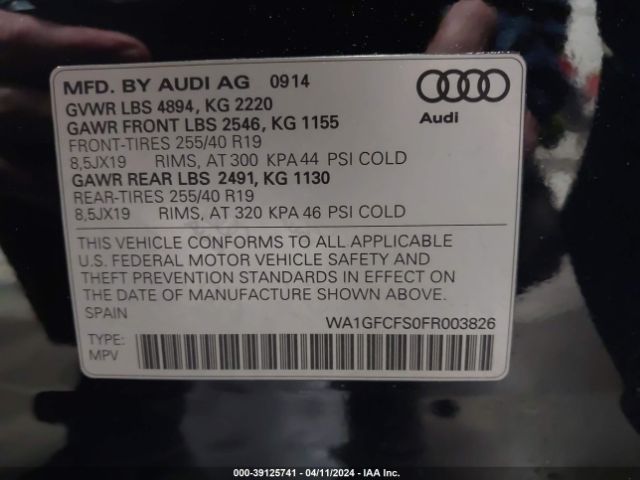 MFD. BY AUDI AG 0914
GVWR LBS 4894, KG 2220
GAWR FRONT LBS 2546, KG 1155
FRONT-TIRES 255/40 R19
8,5JX19 RIMS, AT 300 KPA 44 PSI COLD
GAWR REAR LBS 2491, KG 1130
REAR-TIRES 255/40 R19
8,5JX19 RIMS, AT 320 KPA 46 PSI COLD
Audi
THIS VEHICLE CONFORMS TO ALL APPLICABLE
U.S. FEDERAL MOTOR VEHICLE SAFETY AND
THEFT PREVENTION STANDARDS IN EFFECT ON
THE DATE OF MANUFACTURE SHOWN ABOVE.
SPAIN
WA1GFCFS0FR003826
TYPE:
MPV
000-39125741 / 04/11/2024 - IAA Inc.